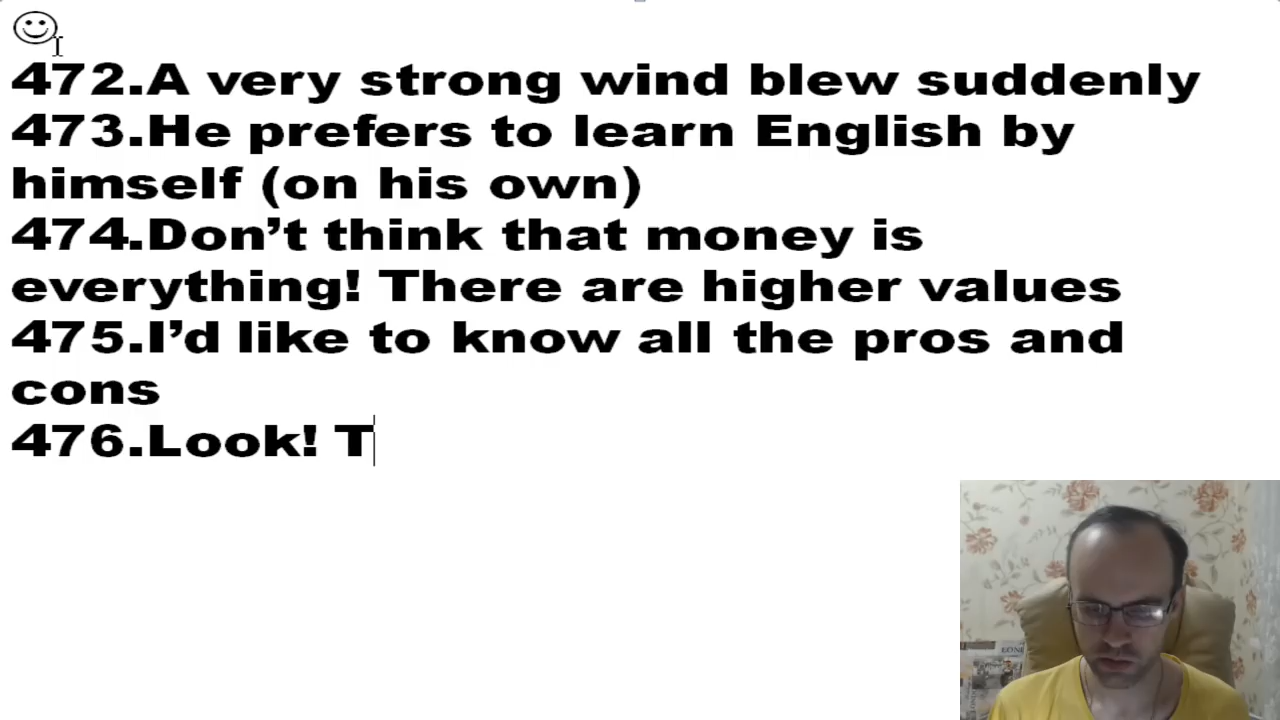 472.A very strong wind blew suddenly
473.He prefers to learn English by
himself (on his own)
474.Don’t think that money is
everything! There are higher values
475.I’d like to know all the pros and
cons
476.Look! T